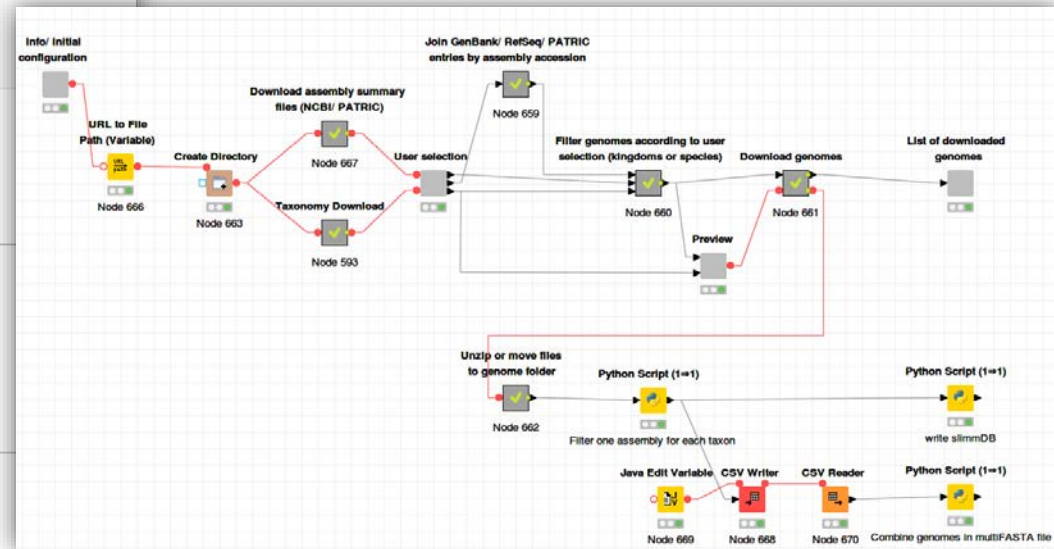 Info/ Initial
configuration
URL to File
Path (Variable)
URL
path
Node 666
Create Directory
Node 663
Download assembly summary
files (NCBI/ PATRIC)
Node 667
Taxonomy Download
Node 593
User selection
Join GenBank/ RefSeq/ PATRIC
entries by assembly accession
Node 659
Filter genomes according to user
selection (kingdoms or species)
Node 660
Download genomes
Node 661
List of downloaded
genomes
Preview
Unzip or move files
to genome folder
Node 662
Python Script (1⇒1)
Filter one assembly for each taxon
Python Script (1⇒1)
write slimmDB
Java Edit Variable
Node 669
CSV Writer
Node 668
CSV Reader
Node 670
Python Script (1⇒1)
Combine genomes in multiFASTA file